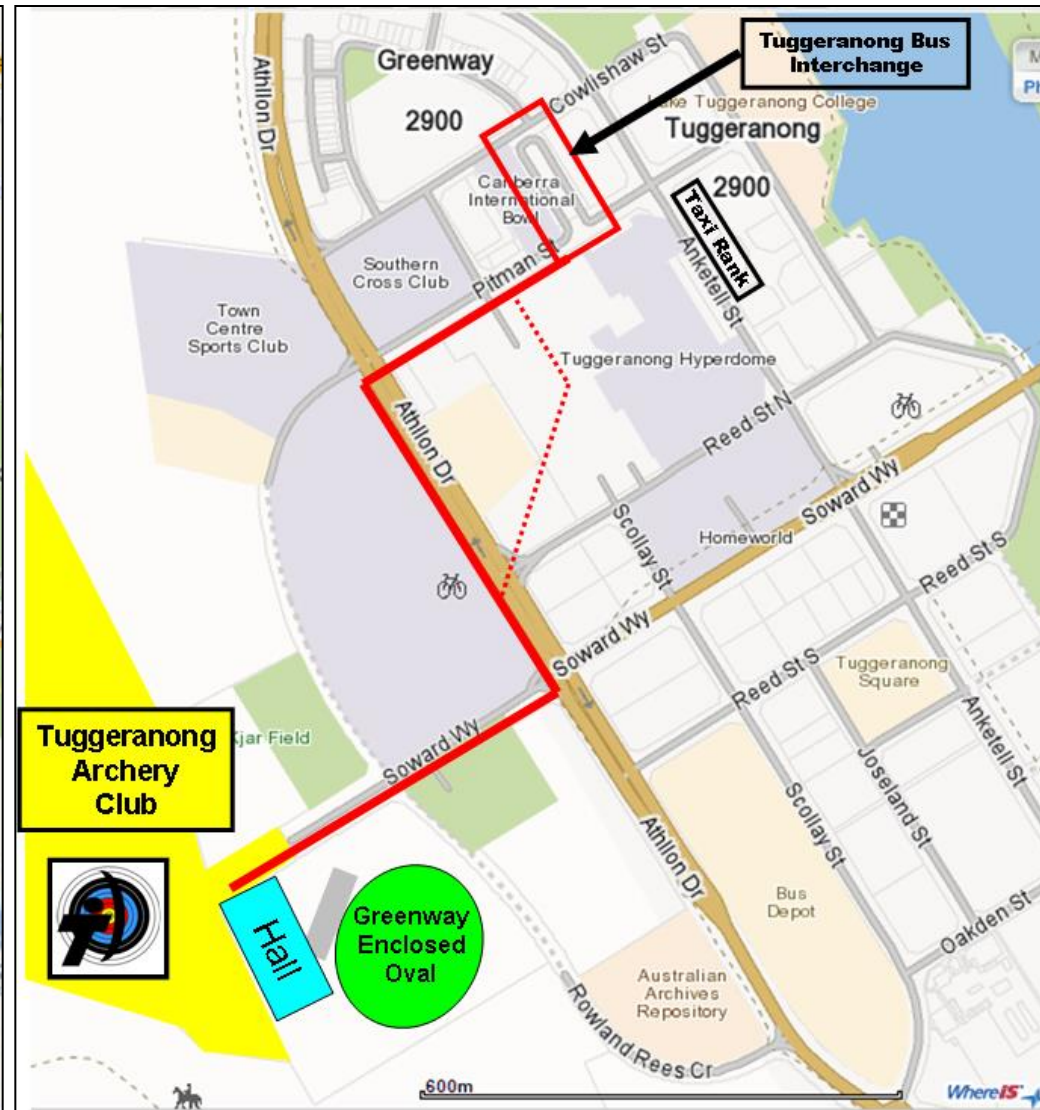 Tuggeranong Bus
Interchange
Cowlishaw St
Greenway
2900
Lake Tuggeranong College
Tuggeranong
2900
Athllon Dr
Canberra
International
Bowl
Taxi Rank
Anketell St
Pitman St
Southern
Cross Club
Town
Centre
Sports Club
Tuggeranong Hyperdome
Athllon Dr
Reed St N
Soward Wy
Scollay St
Homeworld
Reed St S
Soward Wy
Reed St S
Tuggeranong
Square
Anketell St
Tuggeranong
Archery
Club
Kjar Field
Soward Wy
Joseland St
Scollay St
Athllon Dr
Bus
Depot
Oakden St
Hall
Greenway
Enclosed
Oval
Australian
Archives
Repository
Rowland Rees Cr
600m
WhereiS